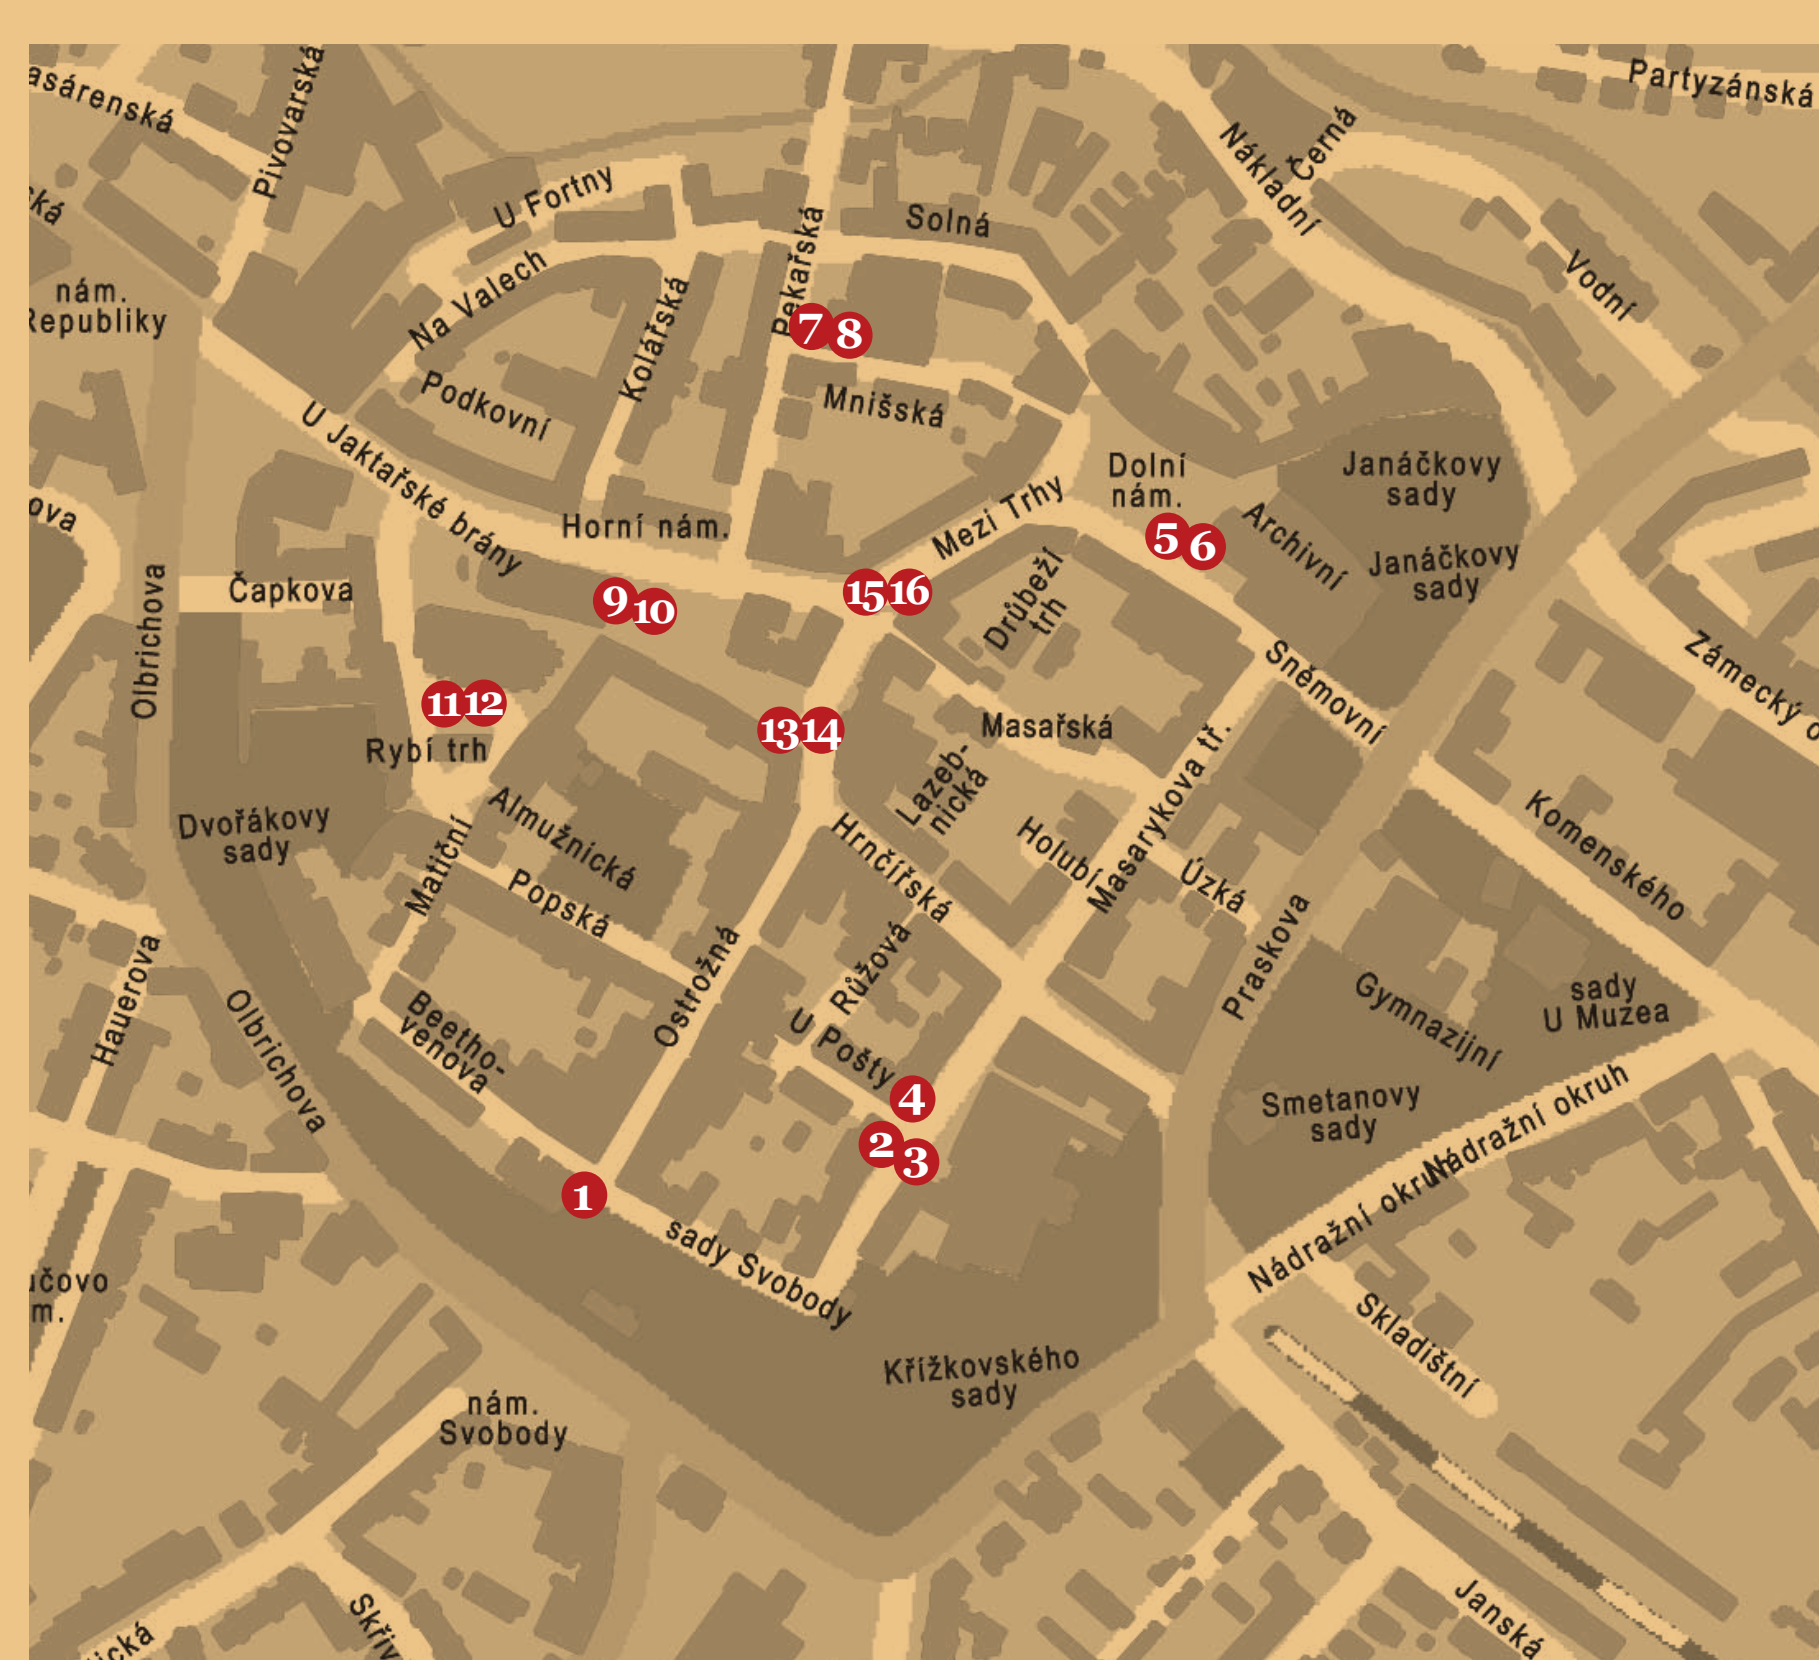 Partyzánská
asárenská
Pivovarská
Černá
Nákladní
ká
U Fortny
Solná
Pekařská
Vodní
nám.
Republiky
Na Valech
Kolářská
7
8
Podkovní
Mnišská
U Jaktařské brány
Dolní
nám.
Janáčkovy
sady
ova
Horní nám.
Mezi Trhy
5
6
Archivní
Janáčkovy
sady
Čapkova
Olbrichova
9
10
15
16
Drůbeží
trh
Sněmovní
Zámecký o
11
12
Rybí trh
13
14
Masařská
Masarykova tř.
Lazeb-
nická
Dvořákovy
sady
Almužnická
Matiční
Popská
Hrnčířská
Holubí
Úzká
Komenského
Praskova
Růžová
Ostrožná
Hauerova
Olbrichova
Beetho-
venova
U Pošty
Gymnazijní
sady
U Muzea
4
2
3
Smetanovy
sady
Nádražní okruh
Nádražní okruh
1
sady Svobody
učovo
m.
Skladištní
Křížkovského
sady
nám.
Svobody
Skřiv
ická
Janská